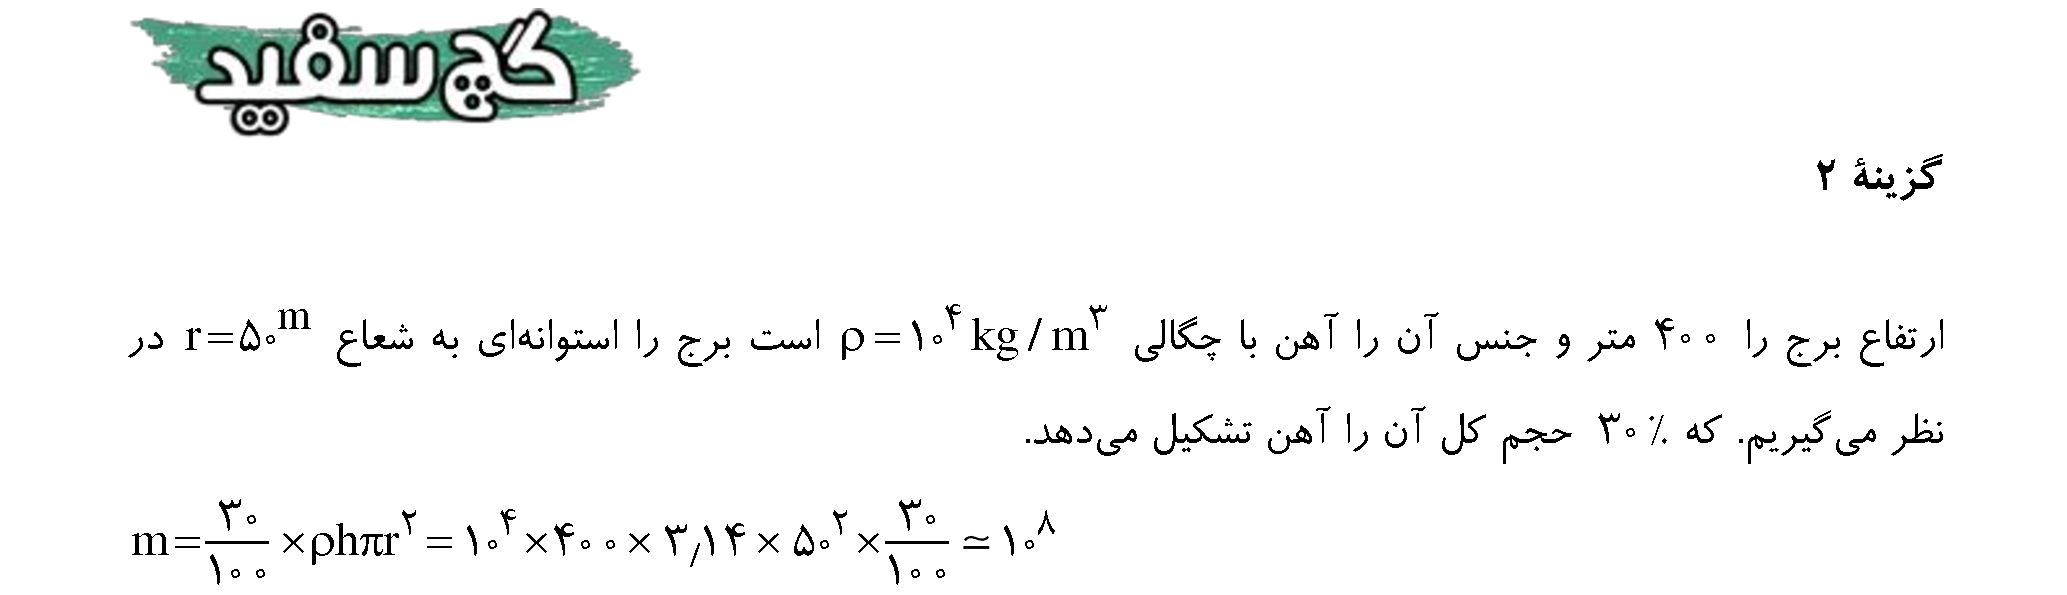 گچ سفید
گزینهٔ ۲
ارتفاع برج را ۴۰۰ متر و جنس آن را آهن با چگالی ρ=۱۰^۴ kg/m^۳ است برج را استوانه‌ای به شعاع r=۵۰^m در
نظر می‌گیریم. که ۳۰٪ حجم کل آن را آهن تشکیل می‌دهد.
m=۳۰/۱۰۰×ρhπr^۲=۱۰^۴×۴۰۰×۳/۱۴×۵۰^۲×۳۰/۱۰۰≃۱۰^۸